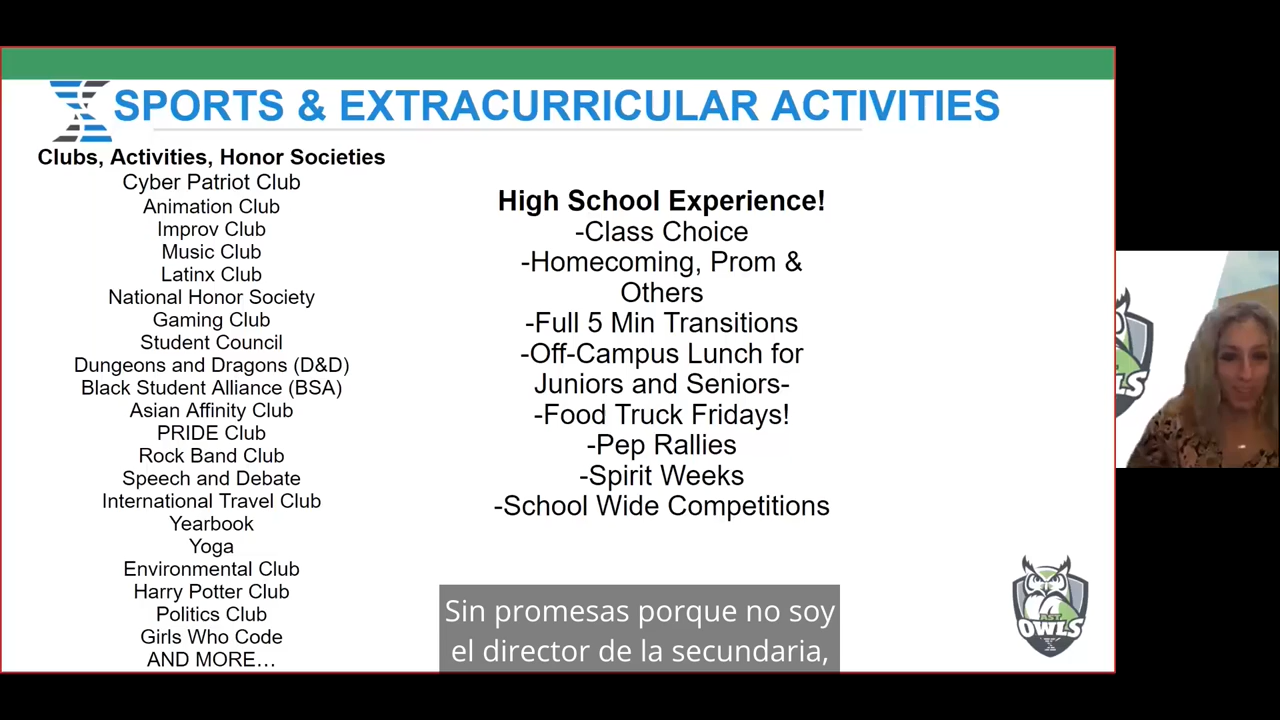 SPORTS & EXTRACURRICULAR ACTIVITIES
Clubs, Activities, Honor Societies
Cyber Patriot Club
Animation Club
Improv Club
Music Club
Latinx Club
National Honor Society
Gaming Club
Student Council
Dungeons and Dragons (D&D)
Black Student Alliance (BSA)
Asian Affinity Club
PRIDE Club
Rock Band Club
Speech and Debate
International Travel Club
Yearbook
Yoga
Environmental Club
Harry Potter Club
Politics Club
Girls Who Code
AND MORE…
High School Experience!
-Class Choice
-Homecoming, Prom &
Others
-Full 5 Min Transitions
-Off-Campus Lunch for
Juniors and Seniors-
-Food Truck Fridays!
-Pep Rallies
-Spirit Weeks
-School Wide Competitions
OWLS
Sin promesas porque no soy
el director de la secundaria,